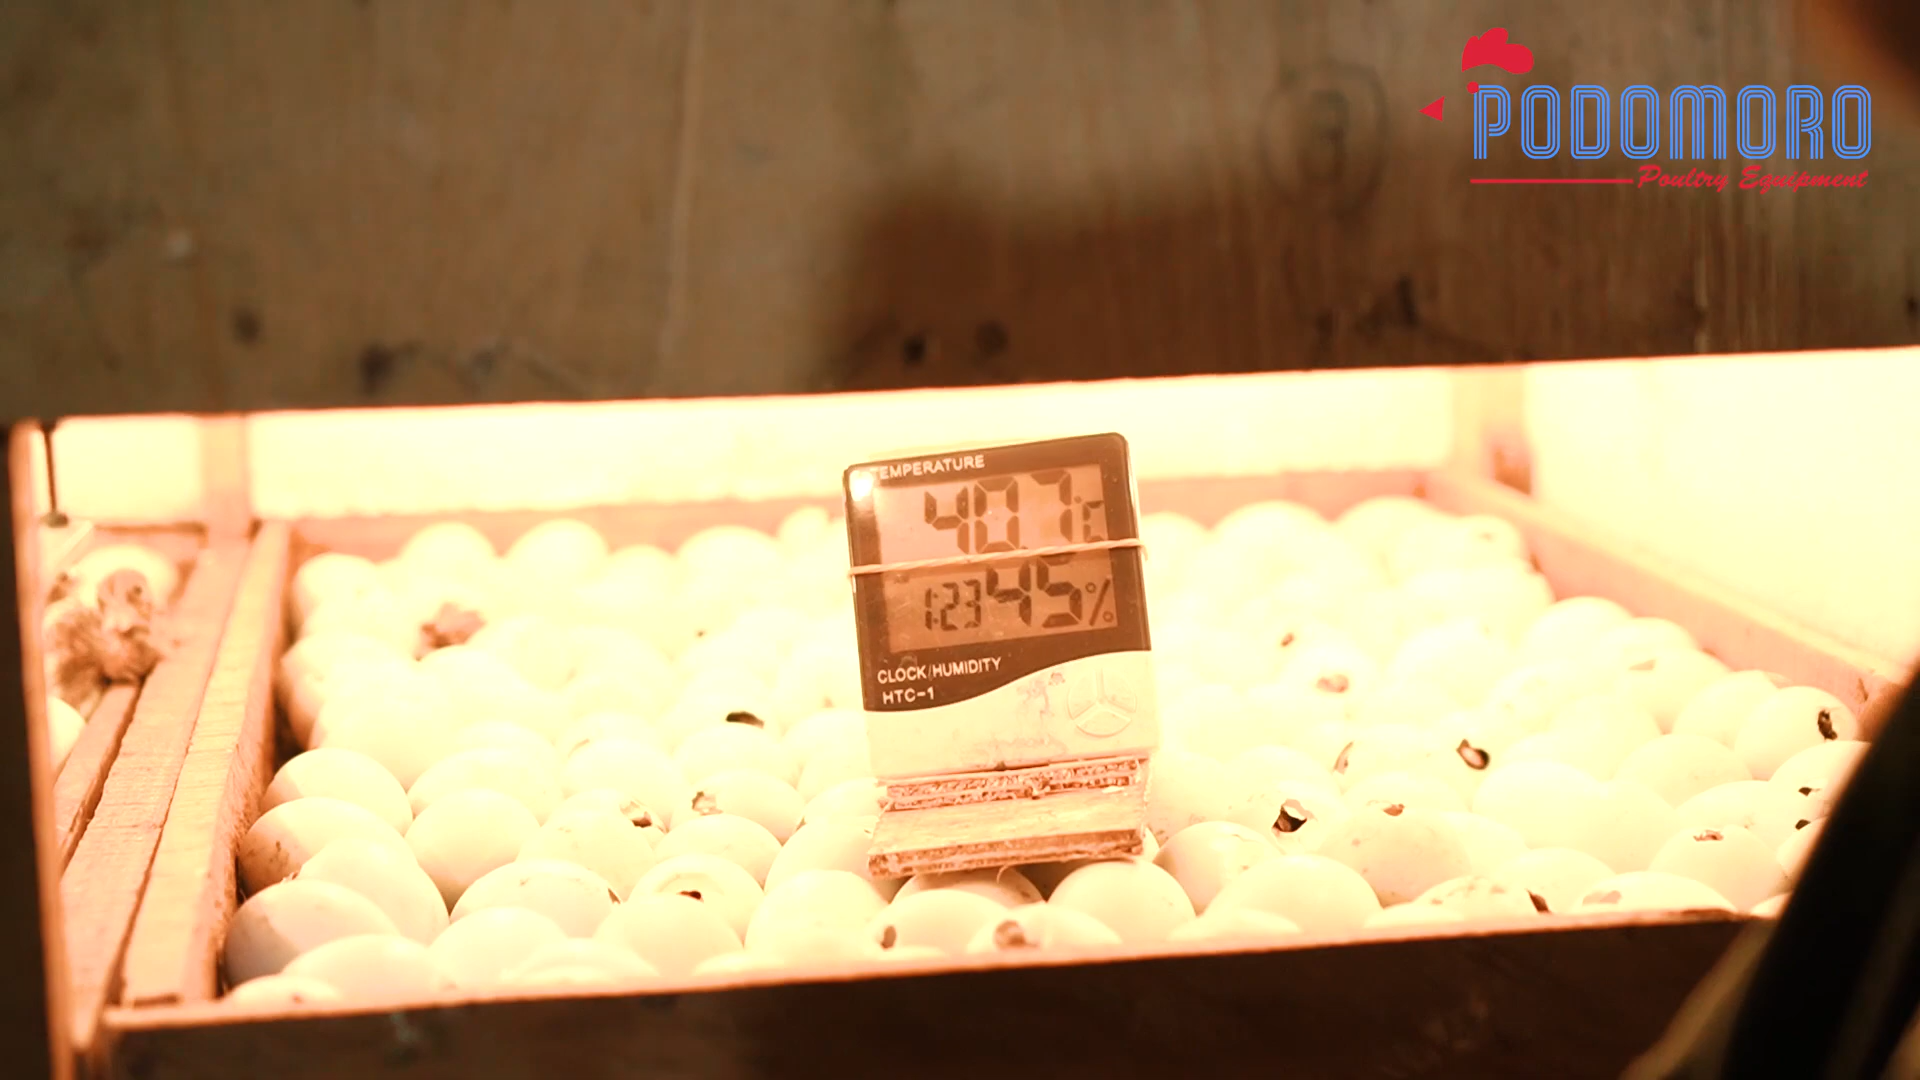 PODOMORO
Poultry Equipment
TEMPERATURE
40.7°C
1:23 45%
CLOCK/HUMIDITY
HTC-1